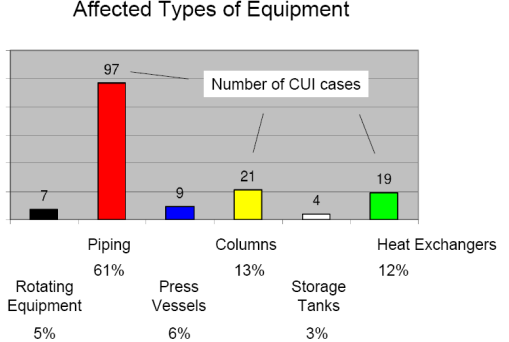 Affected Types of Equipment
97
Number of CUI cases
7
9
21
4
19
Piping
Columns
Heat Exchangers
61%
13%
12%
Rotating
Equipment
Press
Vessels
Storage
Tanks
5%
6%
3%